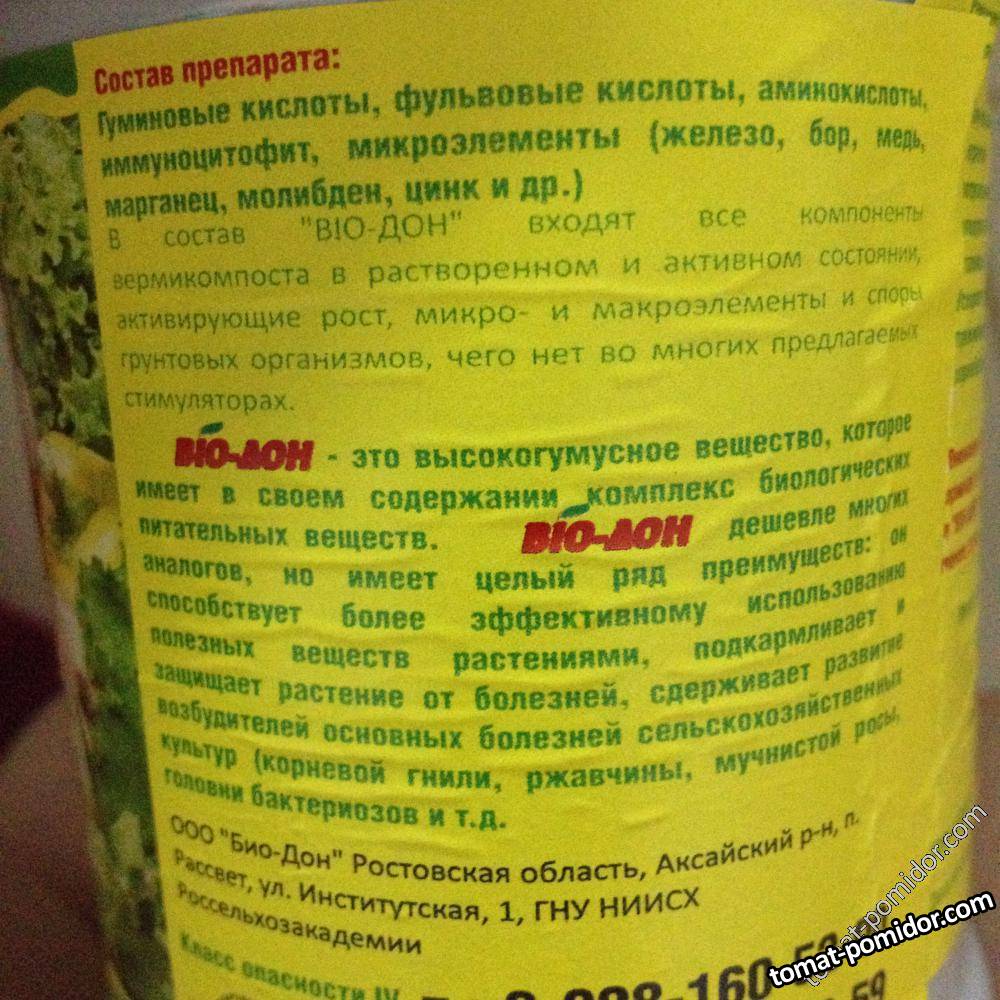 Состав препарата:
Гуминовые кислоты, фульвовые кислоты, аминокислоты,
иммуноцитофит, микроэлементы (железо, бор, медь,
марганец, молибден, цинк и др.)
В состав "BIO-ДОН" входят все компоненты
вермикомпоста в растворенном и активном состоянии,
активирующие рост, микро- и макроэлементы и споры
грунтовых организмов, чего нет во многих предлагаемых
стимуляторах.
BIO-ДОН - это высокогумусное вещество, которое
имеет в своем содержании комплекс биологических
питательных веществ. BIO-ДОН дешевле многих
аналогов, но имеет целый ряд преимуществ: он
способствует более эффективному использованию
полезных веществ растениями, подкармливает и
защищает растение от болезней, сдерживает развитие
возбудителей основных болезней сельскохозяйственных
культур (корневой гнили, ржавчины, мучнистой росы,
головни бактериозов и т.д.
ООО "Био-Дон" Ростовская область, Аксайский р-н, п.
Рассвет, ул. Институтская, 1, ГНУ НИИСХ
Россельхозакадемии
Класс опасности IV
tomat-pomidor.com
tomat-pomidor.com